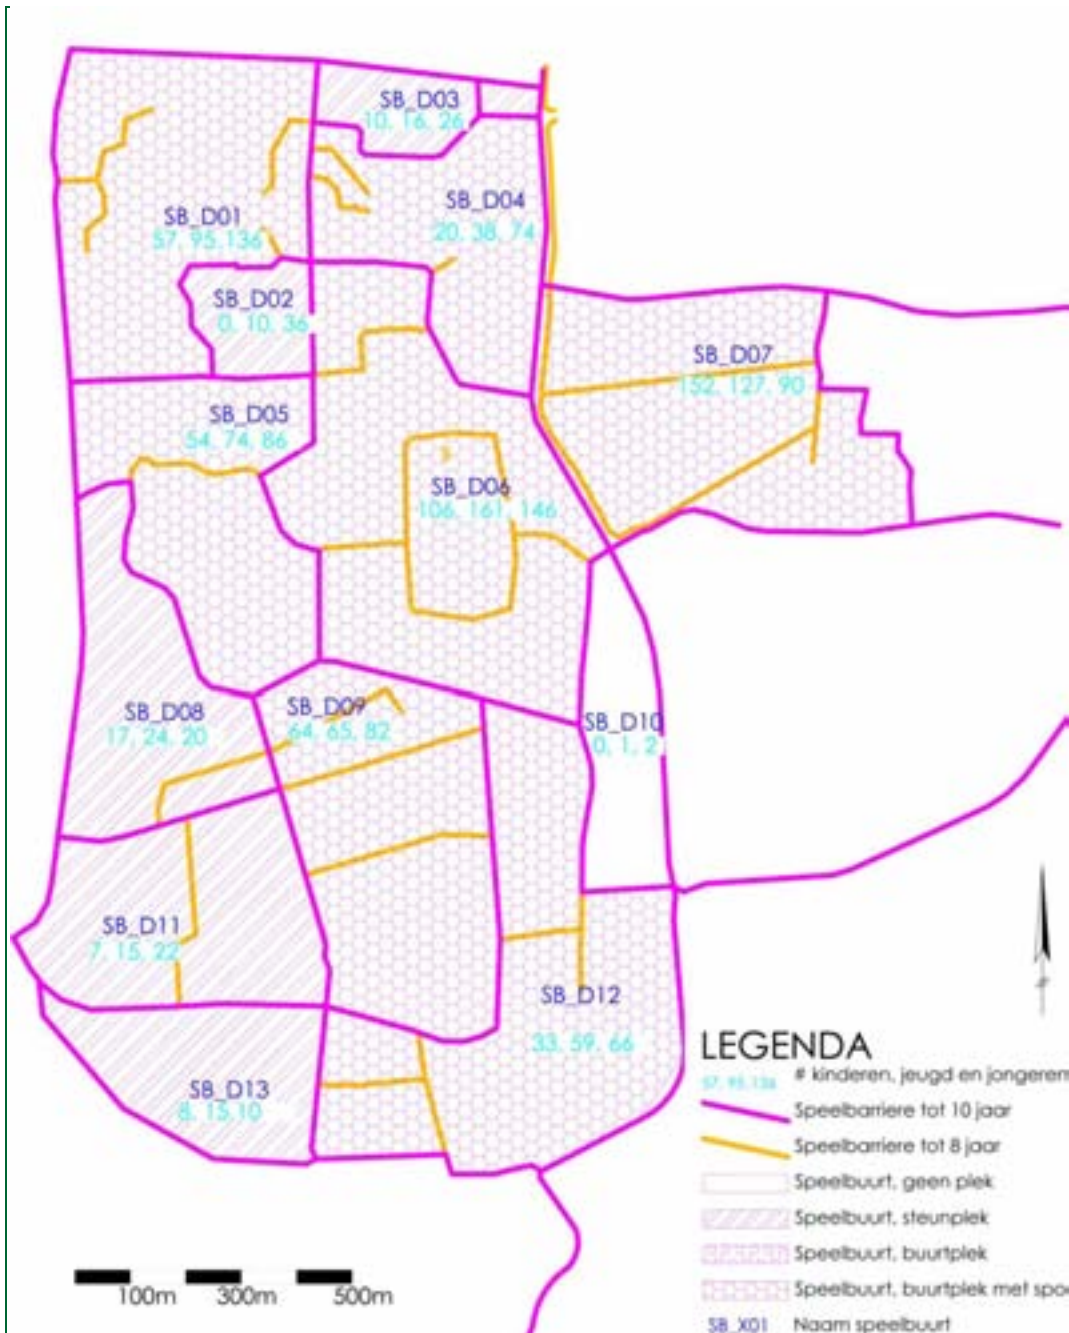 SB_D03
10, 16, 26
SB_D04
20, 38, 74
SB_D01
57, 95, 136
SB_D02
0, 10, 36
SB_D07
152, 127, 90
SB_D05
54, 74, 86
SB_D06
106, 161, 146
SB_D08
17, 24, 20
SB_D09
64, 65, 82
SB_D10
0, 1, 2
SB_D11
7, 15, 22
SB_D12
33, 59, 66
SB_D13
8, 15, 10
LEGENDA
57, 95, 136 # kinderen, jeugd en jongeren
Speelbarriere tot 10 jaar
Speelbarriere tot 8 jaar
Speelbuurt, geen plek
Speelbuurt, steunplek
Speelbuurt, buurtplek
Speelbuurt, buurtplek met
SB_X01 Naam speelbuurt
100m 300m 500m